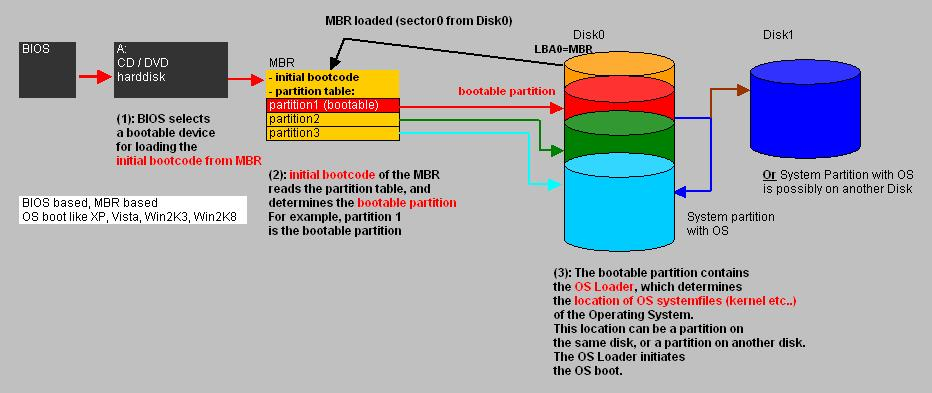 MBR loaded (sector0 from Disk0)
Disk0
Disk1
BIOS
A:
CD / DVD
harddisk
MBR
- initial bootcode
- partition table:
partition1 (bootable)
partition2
partition3
LBA0=MBR
bootable partition
(1): BIOS selects
a bootable device
for loading the
initial bootcode from MBR
(2): initial bootcode of the MBR
reads the partition table, and
determines the bootable partition
For example, partition 1
is the bootable partition
BIOS based, MBR based
OS boot like XP, Vista, Win2K3, Win2K8
Or System Partition with OS
is possibly on another Disk
System partition
with OS
(3): The bootable partition contains
the OS Loader, which determines
the location of OS systemfiles (kernel etc..)
of the Operating System.
This location can be a partition on
the same disk, or a partition on another disk.
The OS Loader initiates
the OS boot.